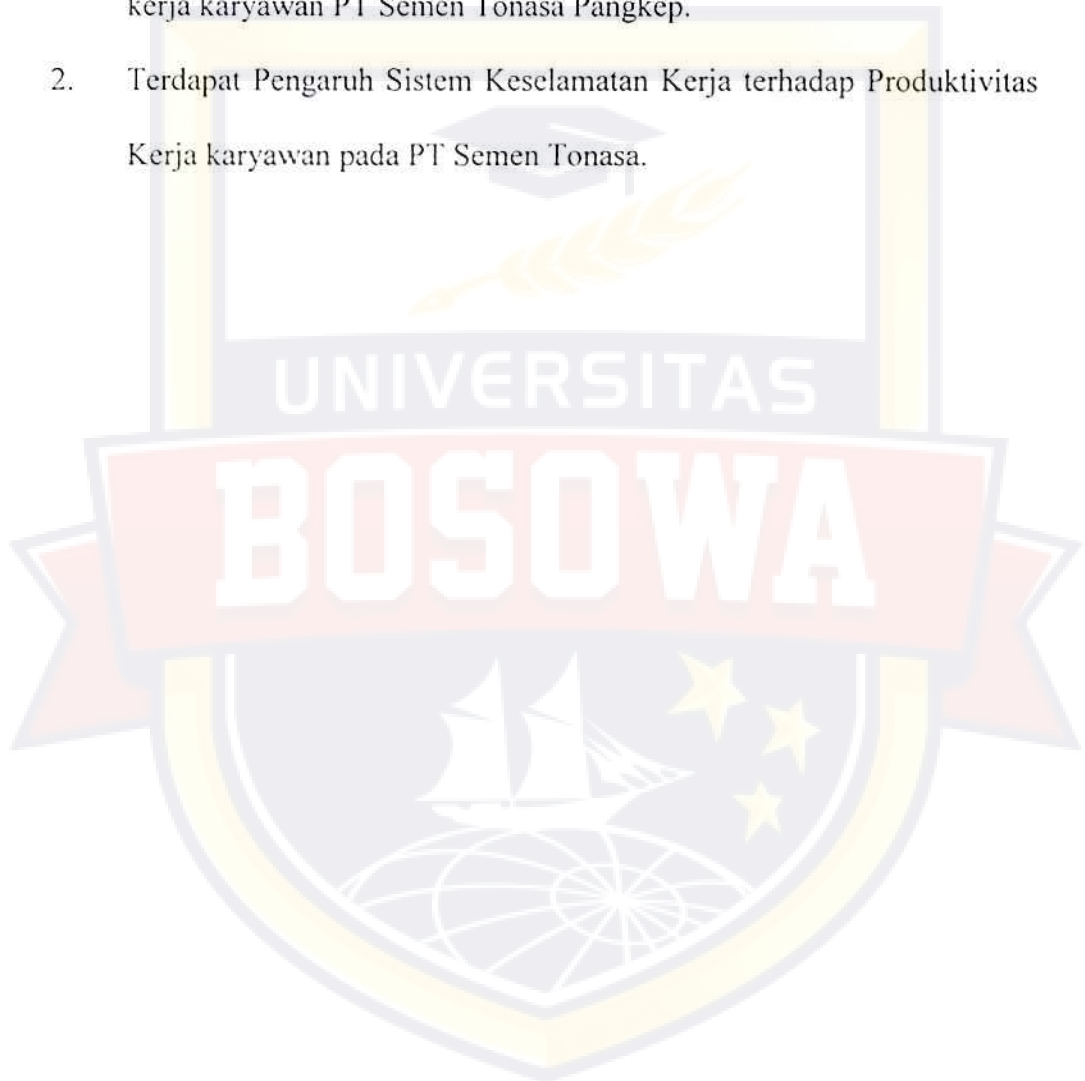 kerja karyawan PT Semen Tonasa Pangkep.
2. Terdapat Pengaruh Sistem Keselamatan Kerja terhadap Produktivitas
Kerja karyawan pada PT Semen Tonasa.
UNIVERSITAS
BOSOWA